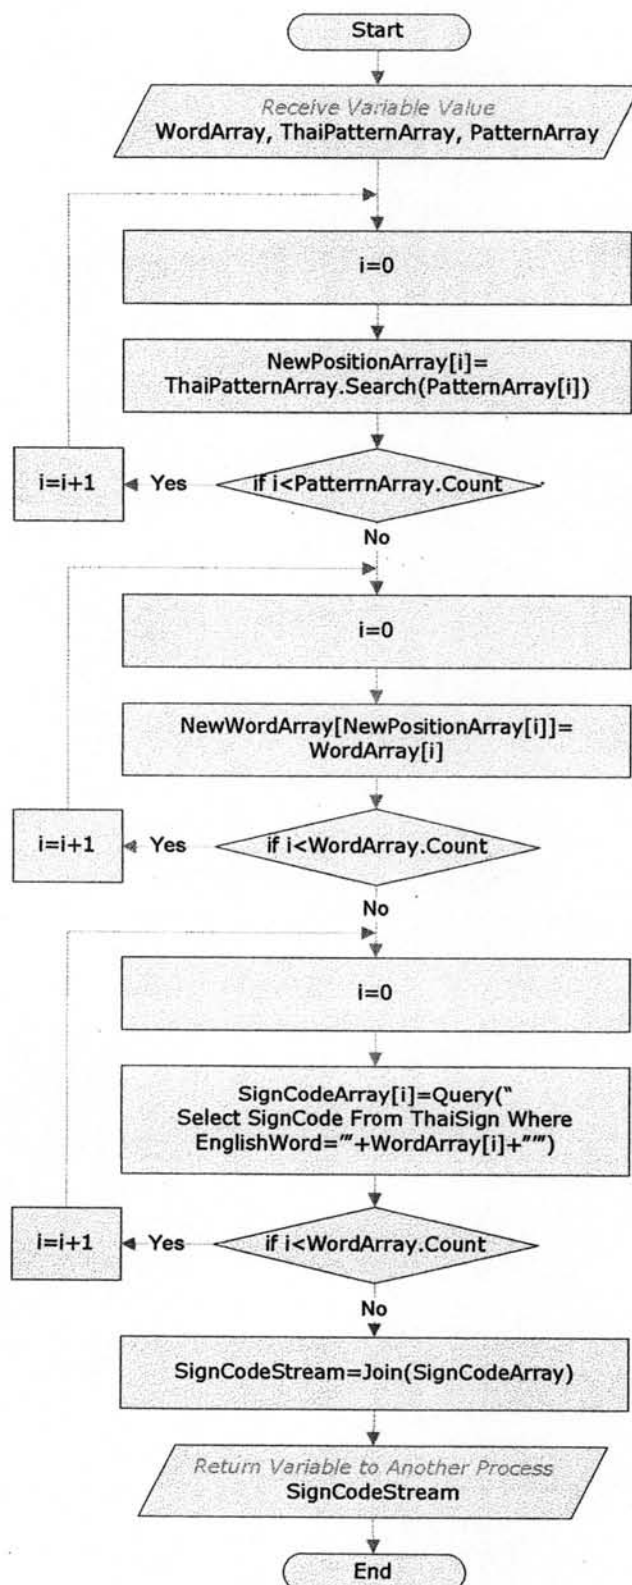 Start
Receive Variable Value
WordArray, ThaiPatternArray, PatternArray
i=0
NewPositionArray[i]=
ThaiPatternArray.Search(PatternArray[i])
if i<PatterrnArray.Count
Yes
i=i+1
No
i=0
NewWordArray[NewPositionArray[i]]=
WordArray[i]
if i<WordArray.Count
Yes
i=i+1
No
i=0
SignCodeArray[i]=Query("
Select SignCode From ThaiSign Where
EnglishWord="'+WordArray[i]+"'")
if i<WordArray.Count
Yes
i=i+1
No
SignCodeStream=Join(SignCodeArray)
Return Variable to Another Process
SignCodeStream
End